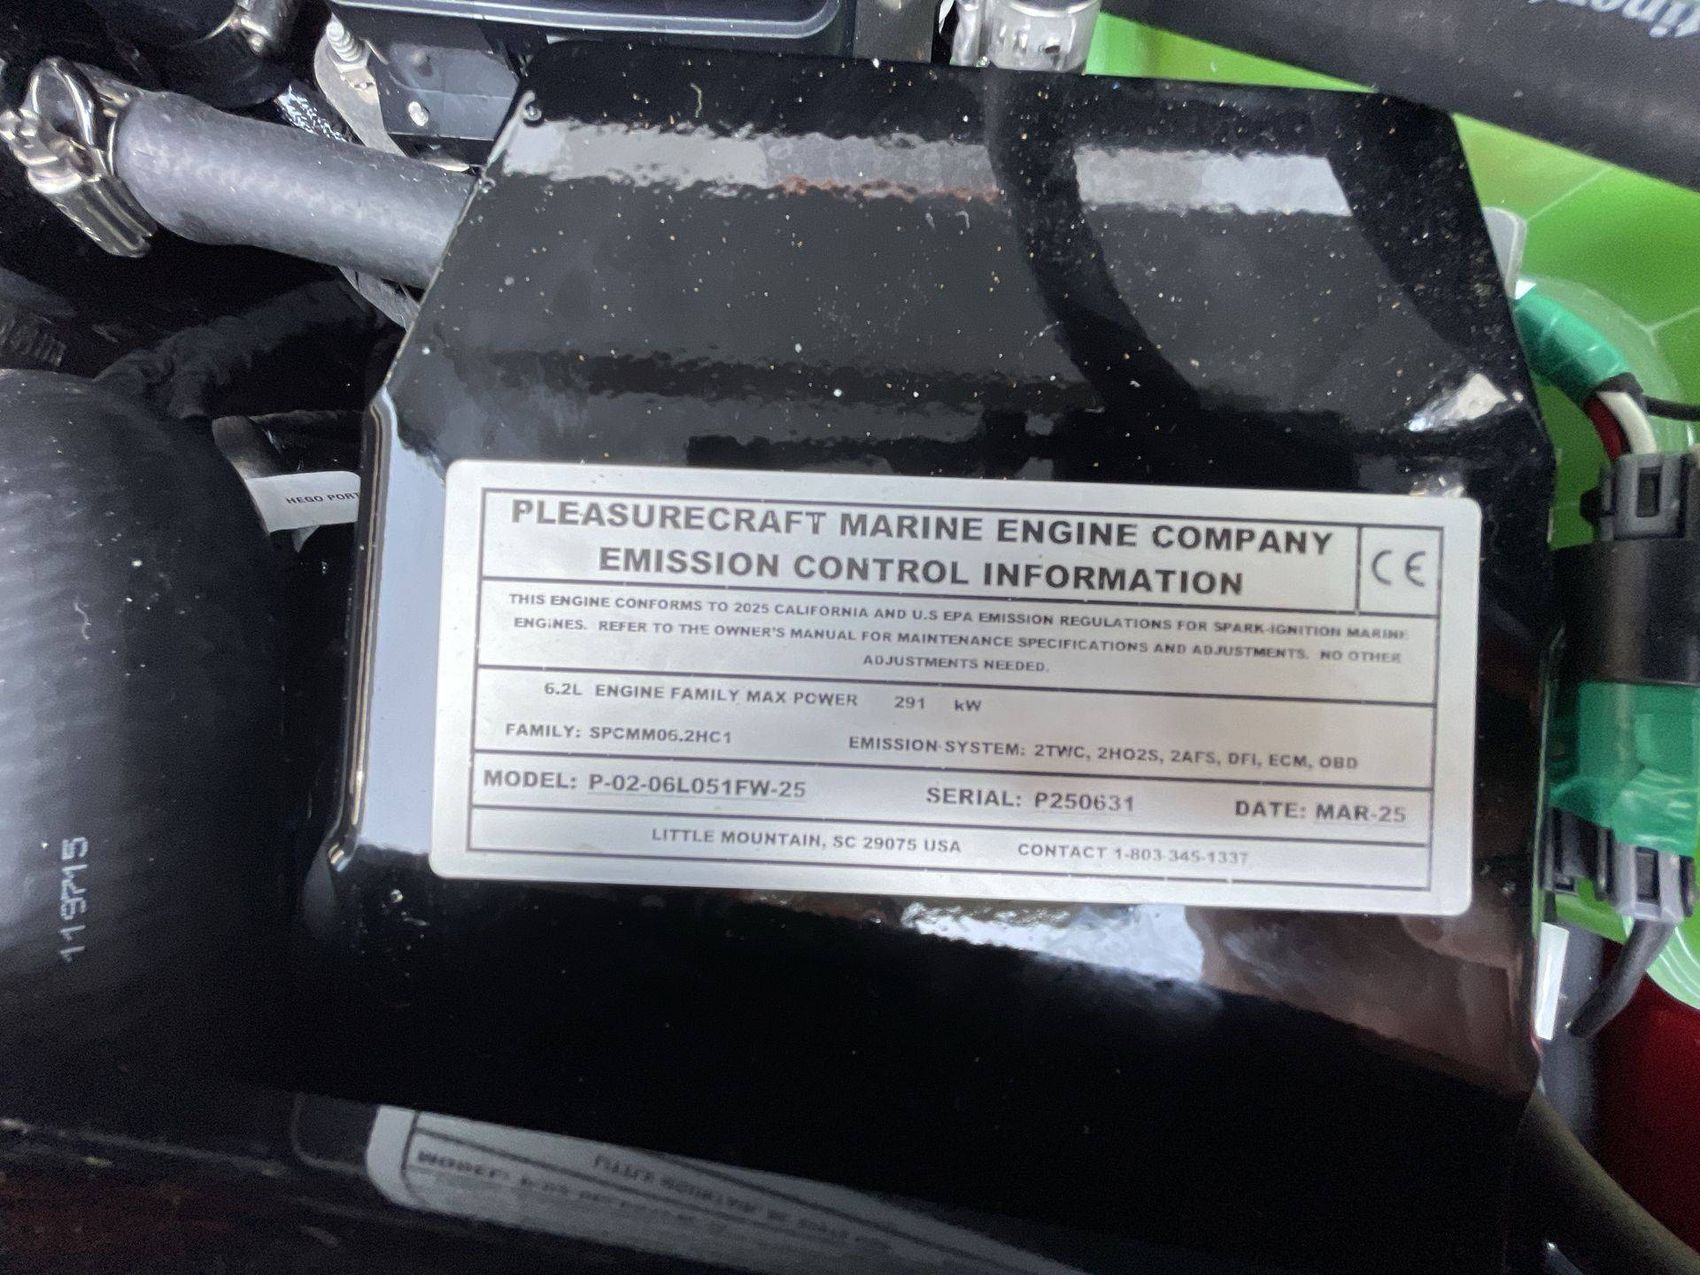 HEGO PORT
PLEASURECRAFT MARINE ENGINE COMPANY
EMISSION CONTROL INFORMATION
CE
THIS ENGINE CONFORMS TO 2025 CALIFORNIA AND U.S EPA EMISSION REGULATIONS FOR SPARK-IGNITION MARINE
ENGINES. REFER TO THE OWNER'S MANUAL FOR MAINTENANCE SPECIFICATIONS AND ADJUSTMENTS. NO OTHER
ADJUSTMENTS NEEDED.
6.2L ENGINE FAMILY MAX POWER 291 kW
FAMILY: SPCMM06.2HC1 EMISSION SYSTEM: 2TWC, 2HO2S, 2AFS, DFI, ECM, OBD
MODEL: P-02-06L051FW-25 SERIAL: P250631 DATE: MAR-25
LITTLE MOUNTAIN, SC 29075 USA CONTACT 1-803-345-1337
119715